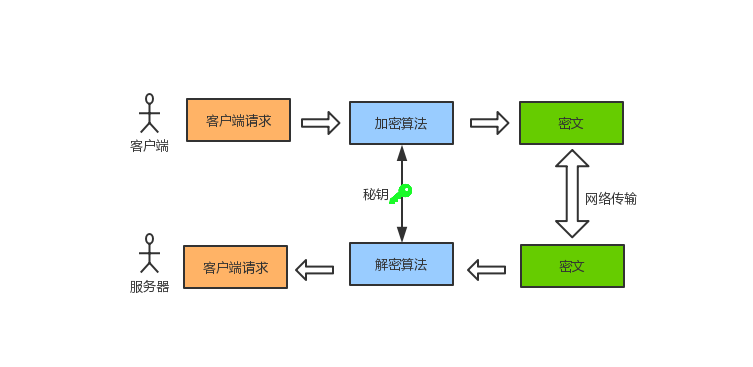 客户端请求
加密算法
密文
客户端
秘钥
网络传输
客户端请求
解密算法
密文
服务器